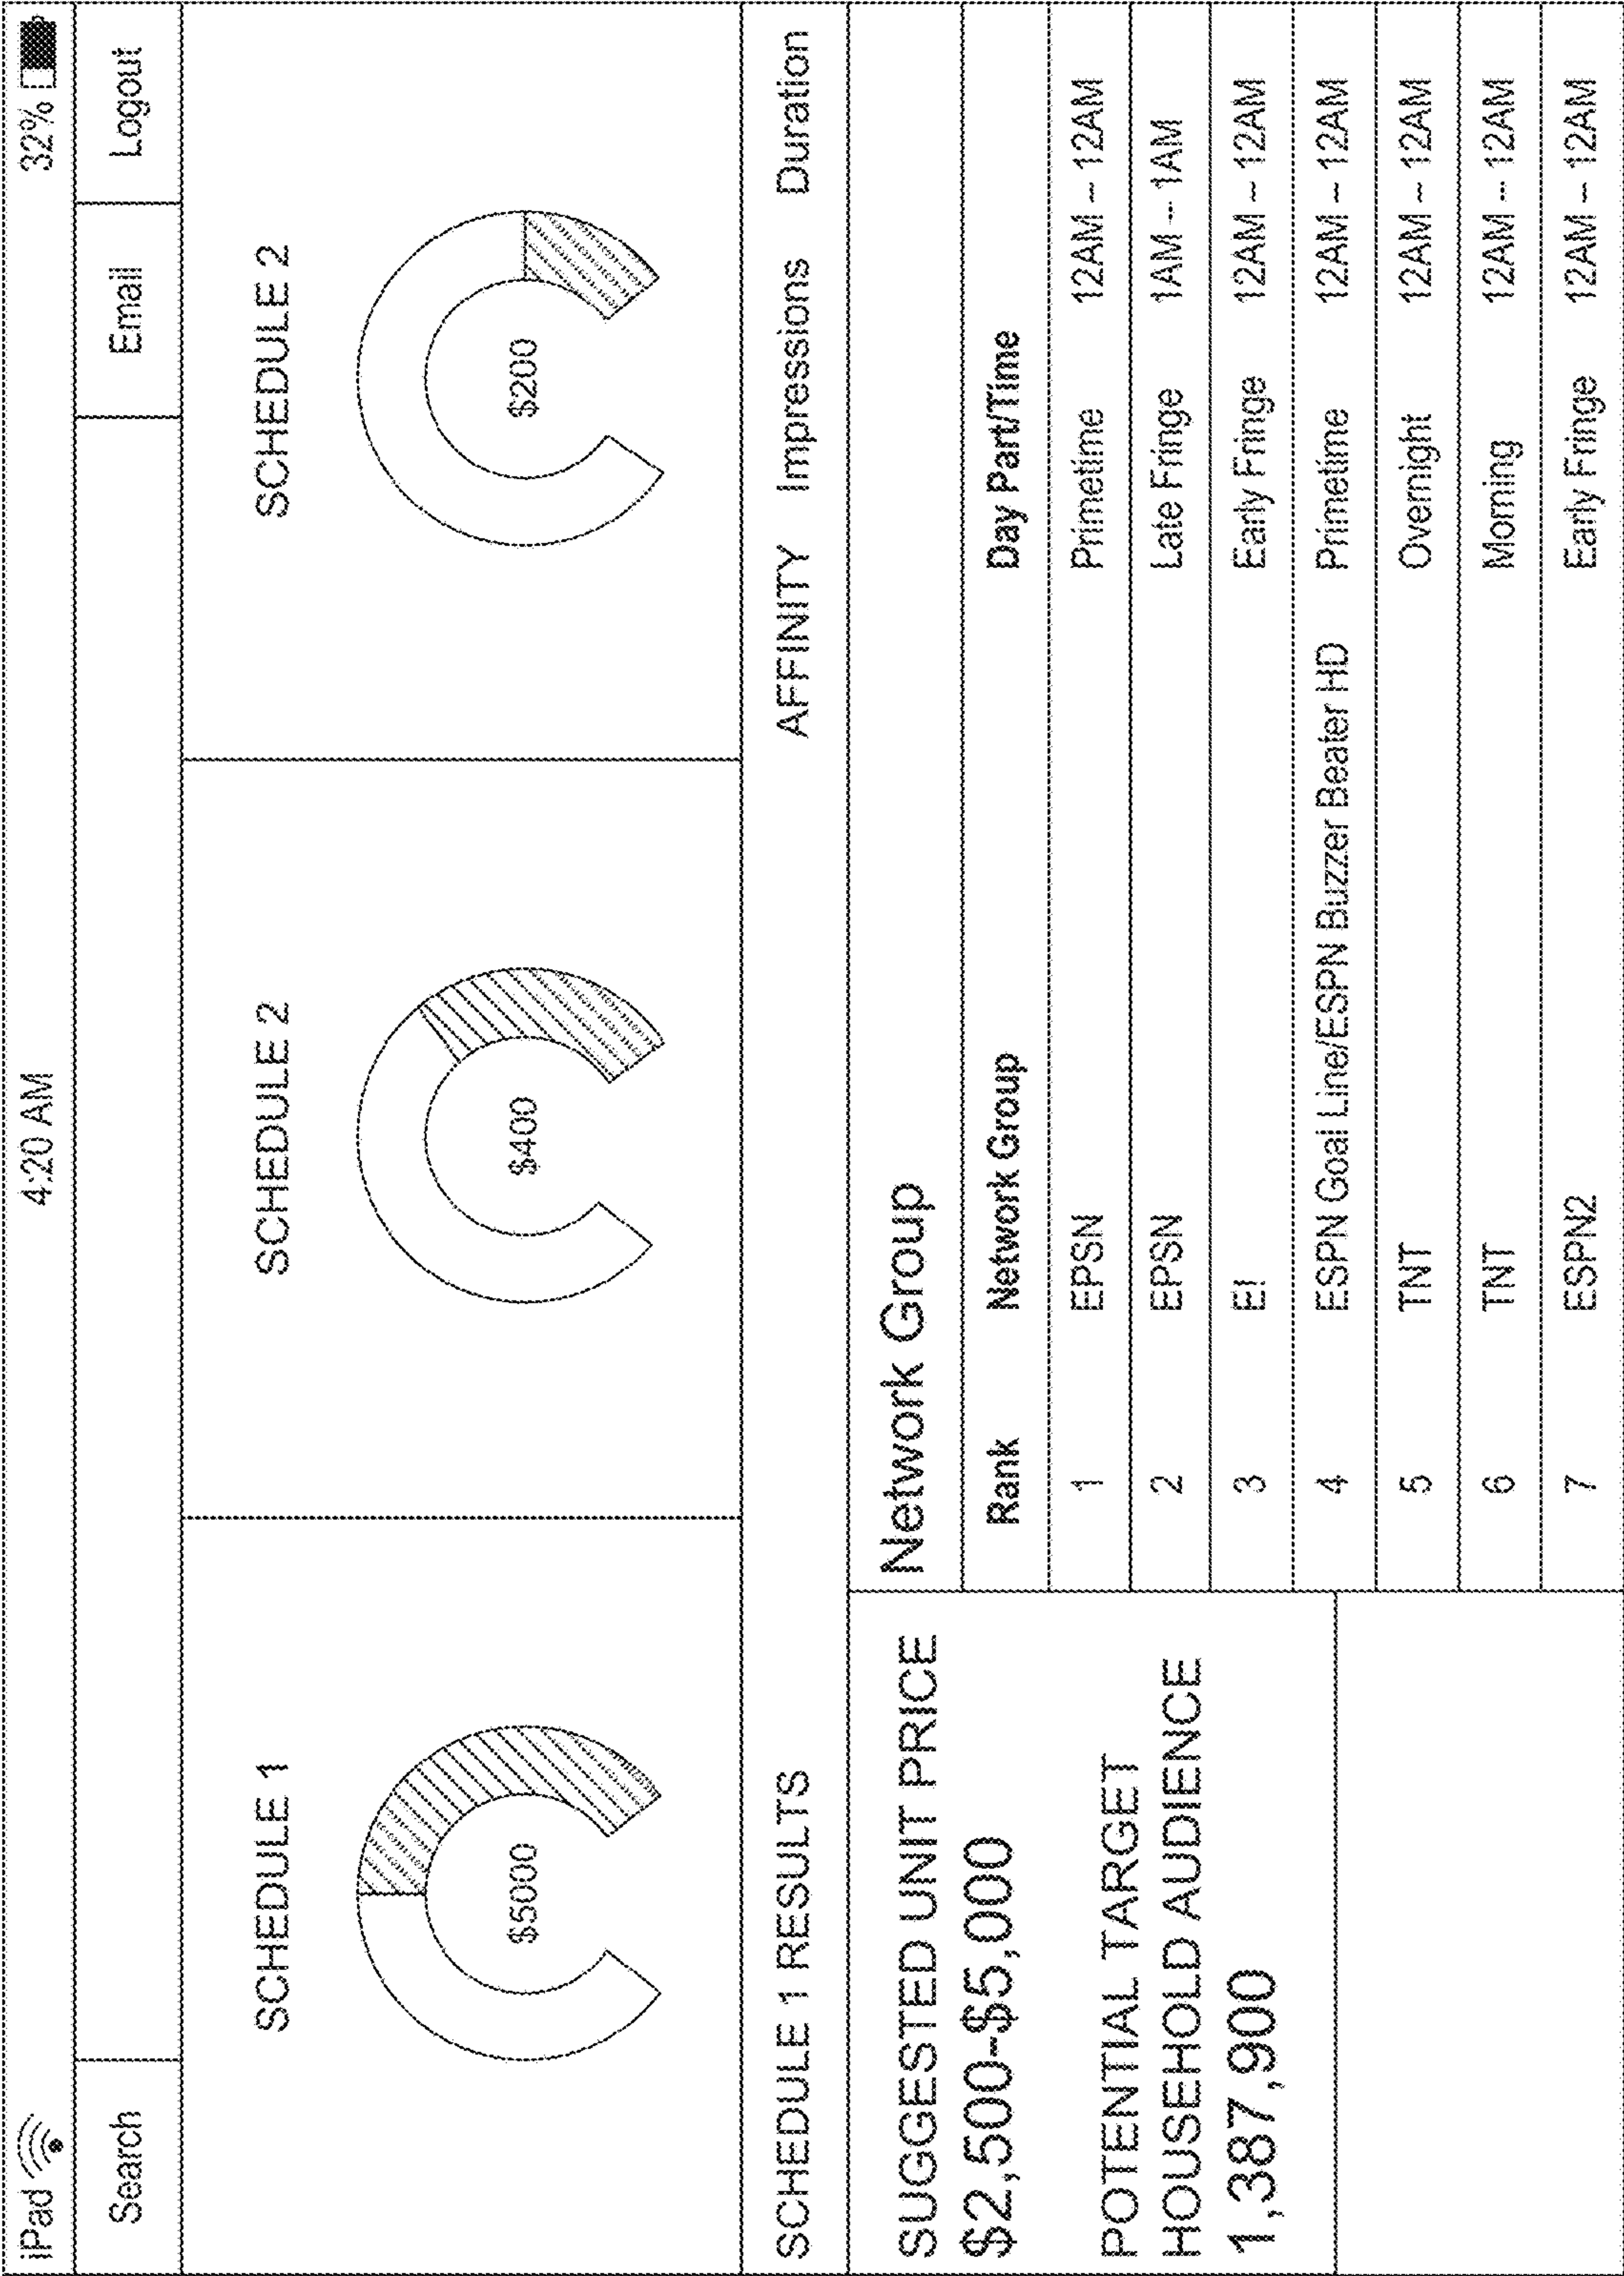 iPad 4:20 AM 32%
Search Email Logout
SCHEDULE 1 SCHEDULE 2 SCHEDULE 2
$5000 $400 $200
SCHEDULE 1 RESULTS AFFINITY Impressions Duration
SUGGESTED UNIT PRICE
$2,500-$5,000
POTENTIAL TARGET
HOUSEHOLD AUDIENCE
1,387,900
Network Group
Rank Network Group Day Part/Time
1 EPSN Primetime 12AM – 12AM
2 EPSN Late Fringe 1AM – 1AM
3 E! Early Fringe 12AM – 12AM
4 ESPN Goal Line/ESPN Buzzer Beater HD Primetime 12AM – 12AM
5 TNT Overnight 12AM – 12AM
6 TNT Morning 12AM – 12AM
7 ESPN2 Early Fringe 12AM – 12AM